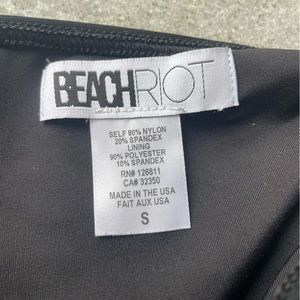 BEACHRIOT
SELF 80% NYLON
20% SPANDEX
LINING
90% POLYESTER
10% SPANDEX
RN# 128811
CA# 32350
MADE IN THE USA
FAIT AUX USA
S